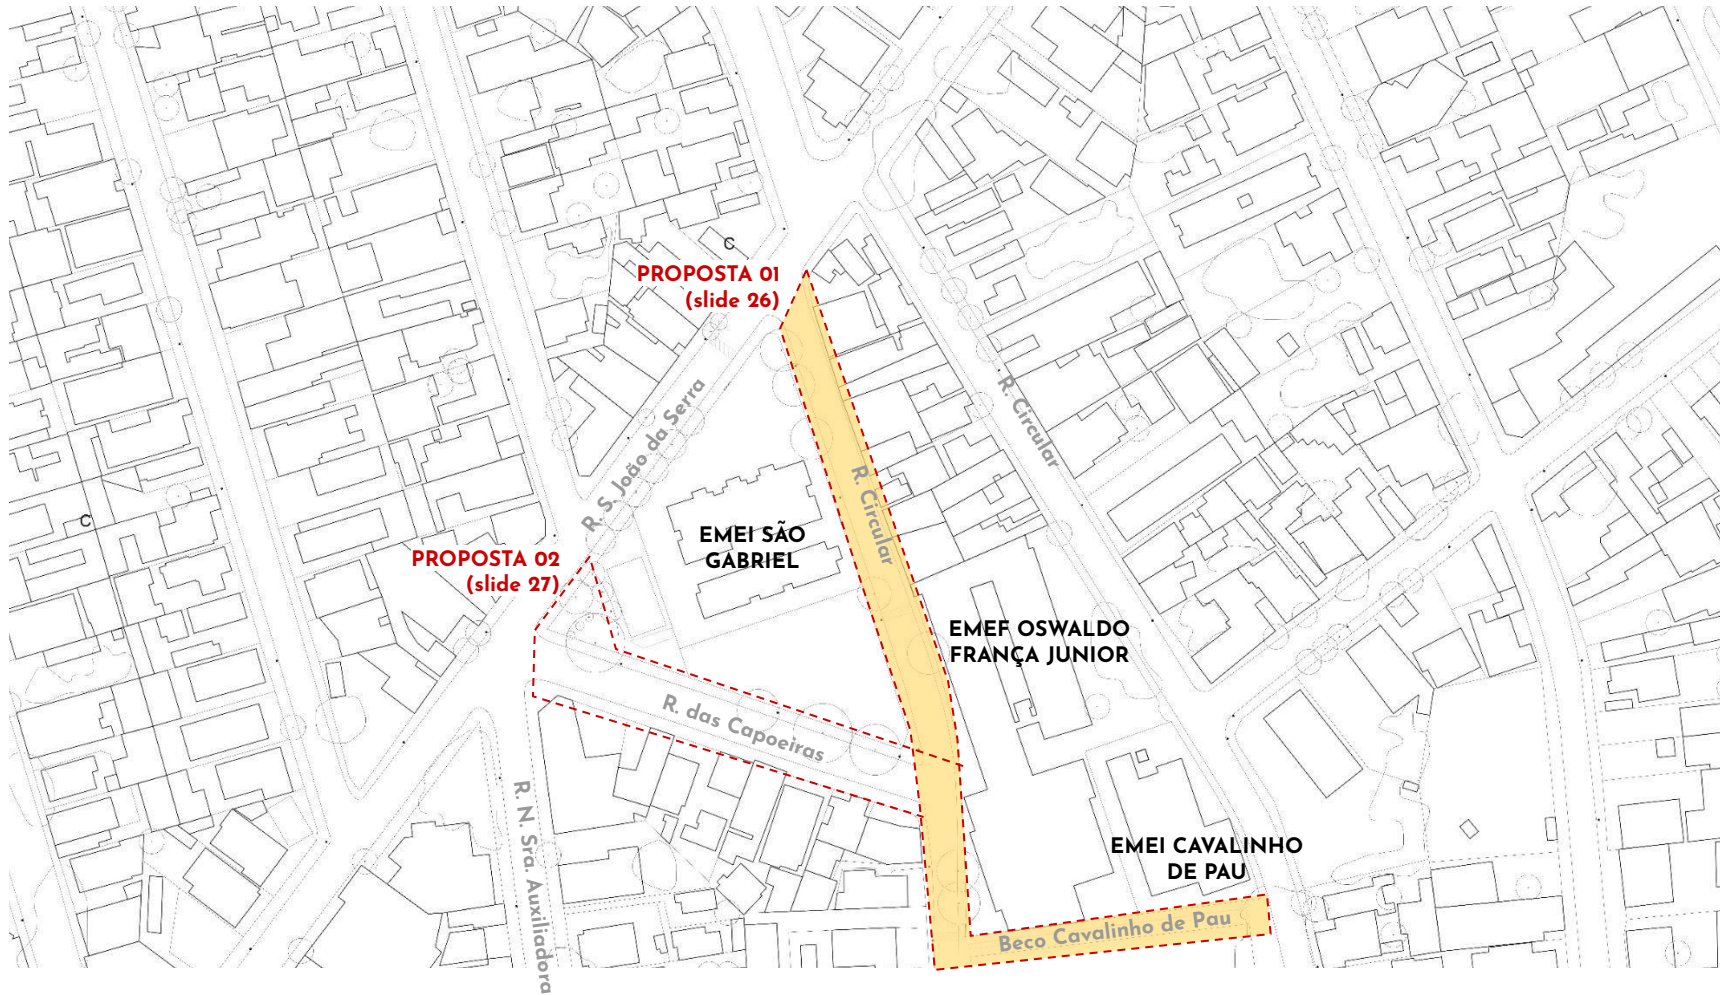 C
PROPOSTA 01
(slide 26)
R. S. João da Serra
R. Circular
R. Circular
C
EMEI SÃO
GABRIEL
PROPOSTA 02
(slide 27)
EMEF OSWALDO
FRANÇA JUNIOR
R. das Capoeiras
R. N. Sra. Auxiliadora
EMEI CAVALINHO
DE PAU
Beco Cavalinho de Pau